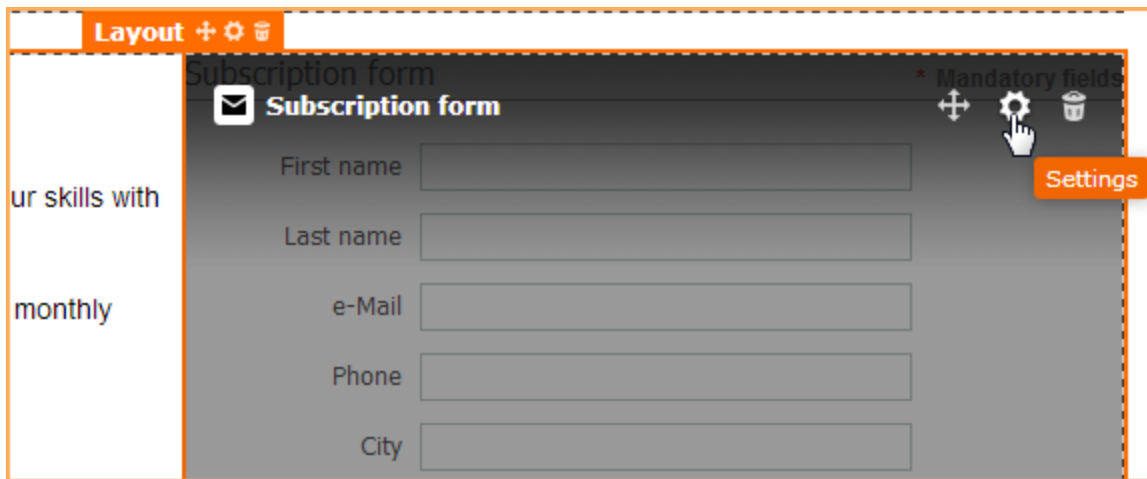 Layout
Subscription form
* Mandatory fields
Subscription form
First name
Settings
ur skills with
Last name
monthly
e-Mail
Phone
City